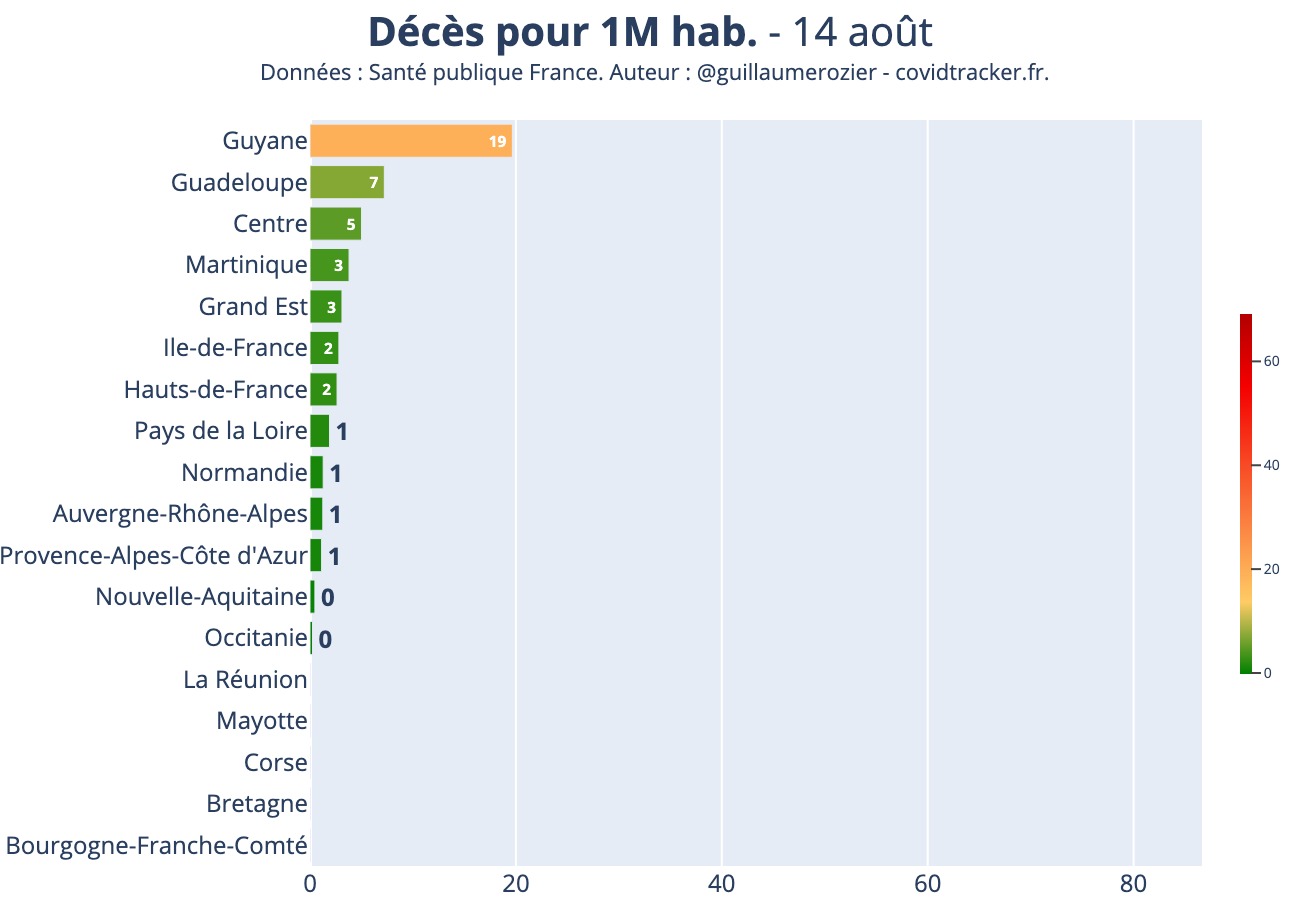 Décès pour 1M hab. - 14 août
Données : Santé publique France. Auteur : @guillaumerozier - covidtracker.fr.
Guyane 19
Guadeloupe 7
Centre 5
Martinique 3
Grand Est 3
Ile-de-France 2
Hauts-de-France 2
Pays de la Loire 1
Normandie 1
Auvergne-Rhône-Alpes 1
Provence-Alpes-Côte d'Azur 1
Nouvelle-Aquitaine 0
Occitanie 0
La Réunion
Mayotte
Corse
Bretagne
Bourgogne-Franche-Comté
0 20 40 60 80
60
40
20
0